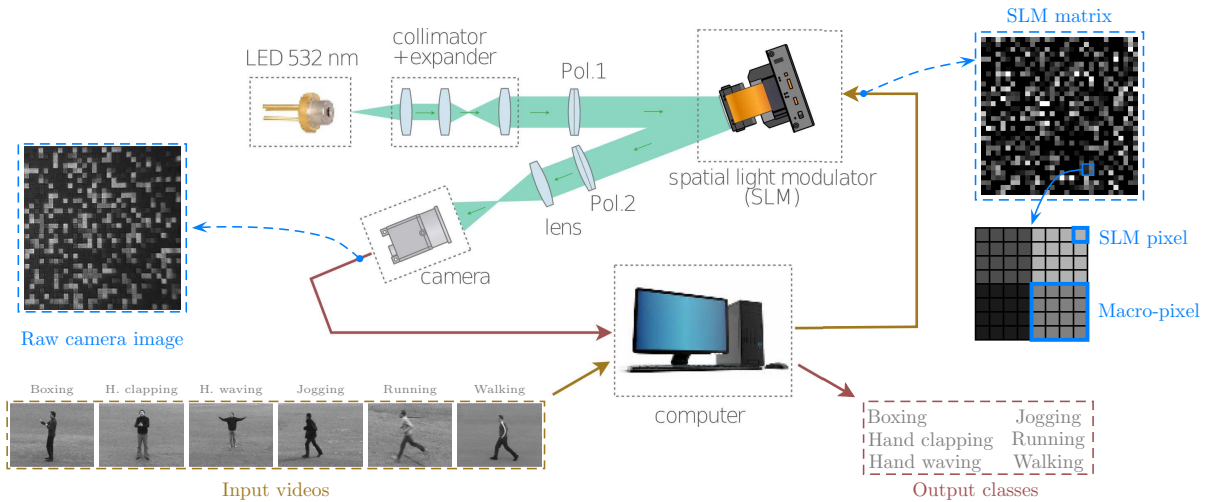 SLM matrix
collimator
+expander
LED 532 nm
Pol.1
spatial light modulator
(SLM)
Pol.2
lens
camera
SLM pixel
Macro-pixel
Raw camera image
computer
Boxing H. clapping H. waving Jogging Running Walking
Input videos
Boxing Jogging
Hand clapping Running
Hand waving Walking
Output classes